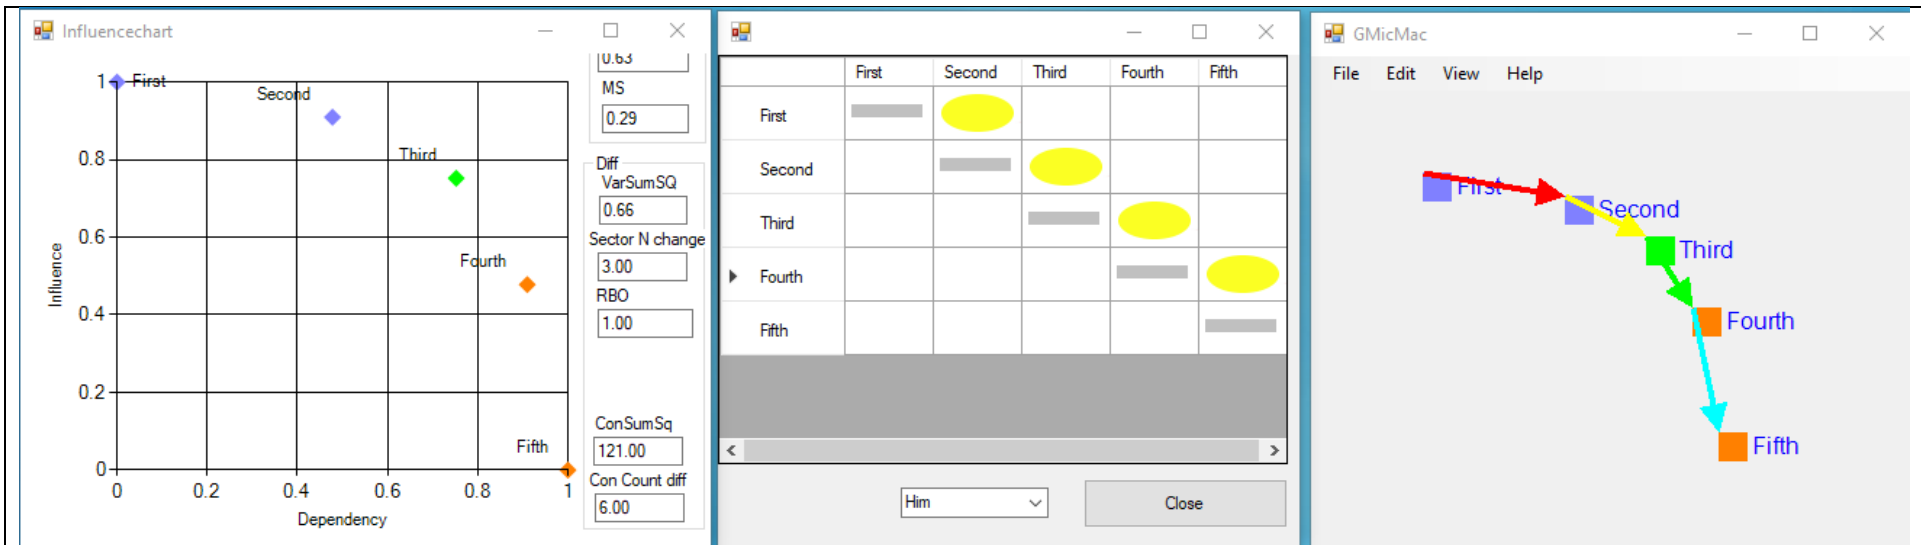 Influencechart
0.63
MS
0.29
Diff
VarSumSQ
0.66
Sector N change
3.00
RBO
1.00
ConSumSq
121.00
Con Count diff
6.00
1
0.8
0.6
0.4
0.2
0
0 0.2 0.4 0.6 0.8 1
Influence
Dependency
First
Second
Third
Fourth
Fifth
First Second Third Fourth Fifth
First
Second
Third
Fourth
Fifth
Him
Close
GMicMac
File Edit View Help
First
Second
Third
Fourth
Fifth